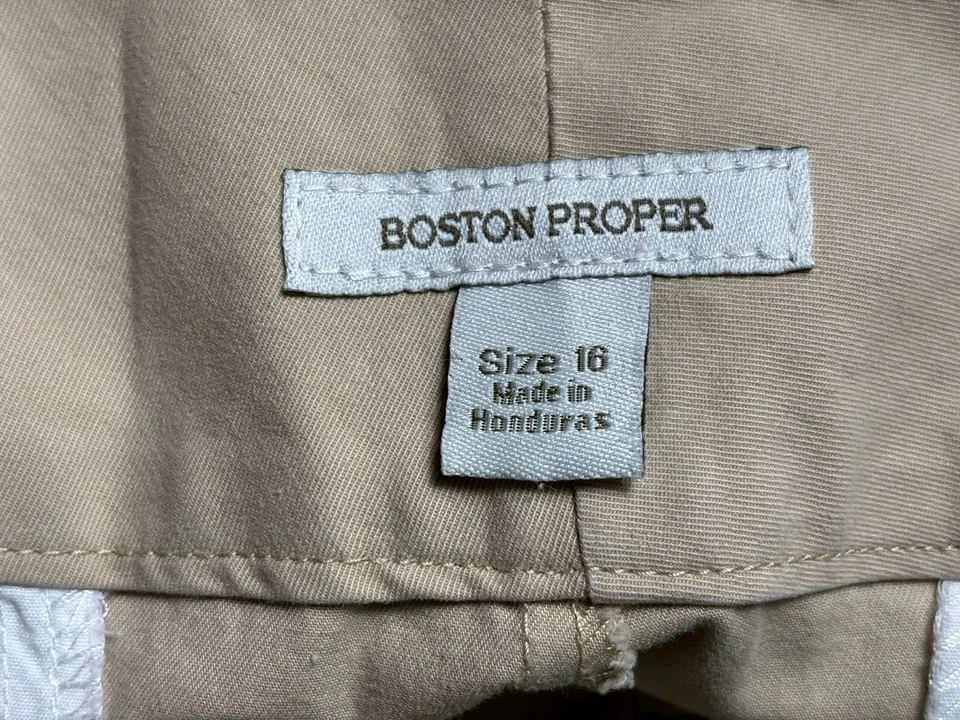 BOSTON PROPER
Size 16
Made in
Honduras